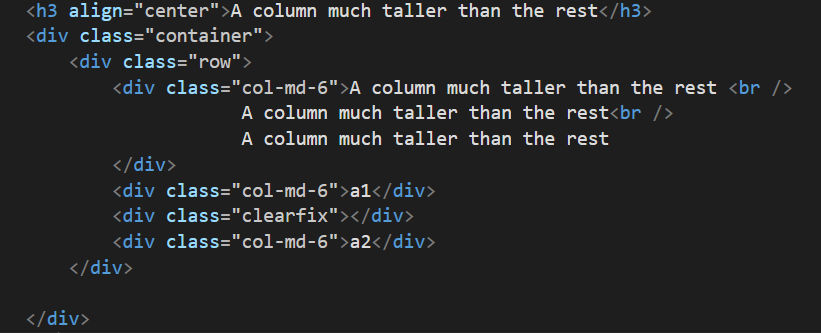 <h3 align="center">A column much taller than the rest</h3>
<div class="container">
    <div class="row">
        <div class="col-md-6">A column much taller than the rest <br />
                    A column much taller than the rest<br />
                    A column much taller than the rest
        </div>
        <div class="col-md-6">a1</div>
        <div class="clearfix"></div>
        <div class="col-md-6">a2</div>
    </div>

</div>